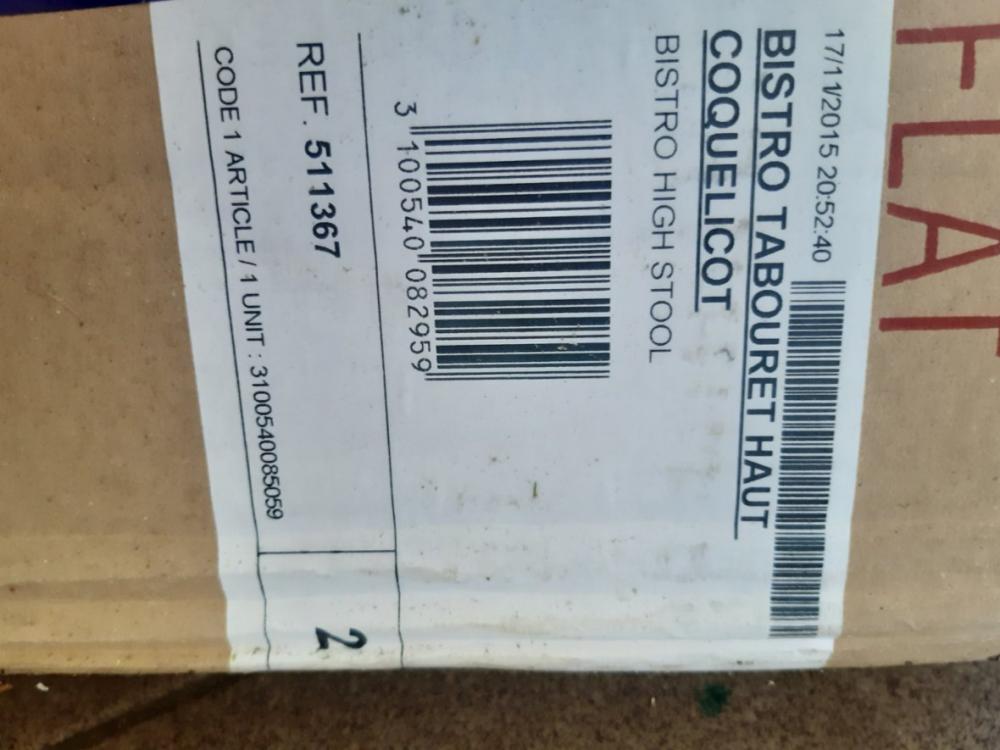 17/11/2015 20:52:40
BISTRO TABOURET HAUT
COQUELICOT
BISTRO HIGH STOOL
3 100540 082959
REF. 511367
2
CODE 1 ARTICLE / 1 UNIT : 3100540085059